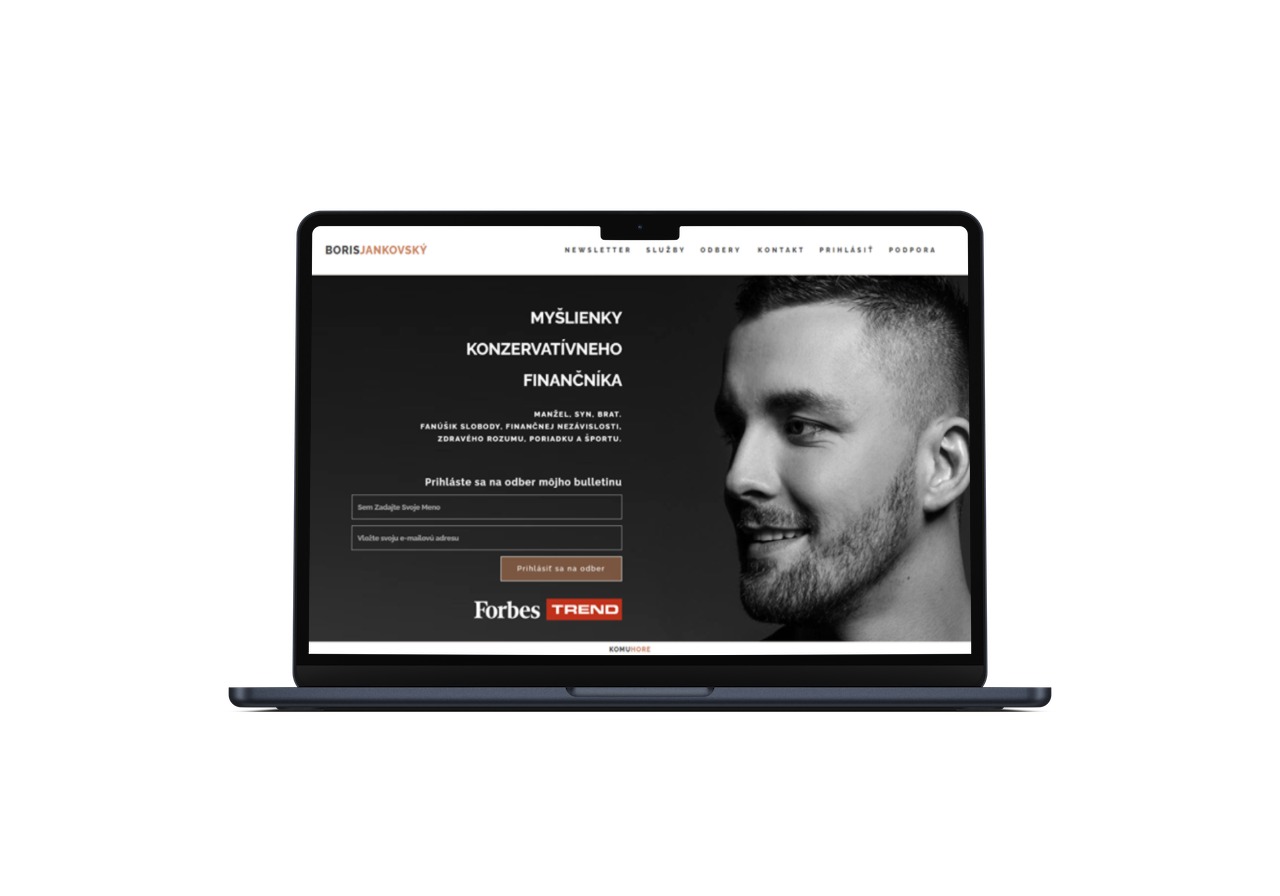 BORISJANKOVSKÝ
NEWSLETTER SLUŽBY ODBERY KONTAKT PRIHLÁSIŤ PODPORA
MYŠLIENKY
KONZERVATÍVNEHO
FINANČNÍKA
MANŽEL, SYN, BRAT.
FANÚŠIK SLOBODY, FINANČNEJ NEZÁVISLOSTI,
ZDRAVÉHO ROZUMU, PORIADKU A ŠPORTU.
Prihláste sa na odber môjho bulletinu
Sem Zadajte Svoje Meno
Vložte svoju e-mailovú adresu
Prihlásiť sa na odber
Forbes TREND
KOMUHORE